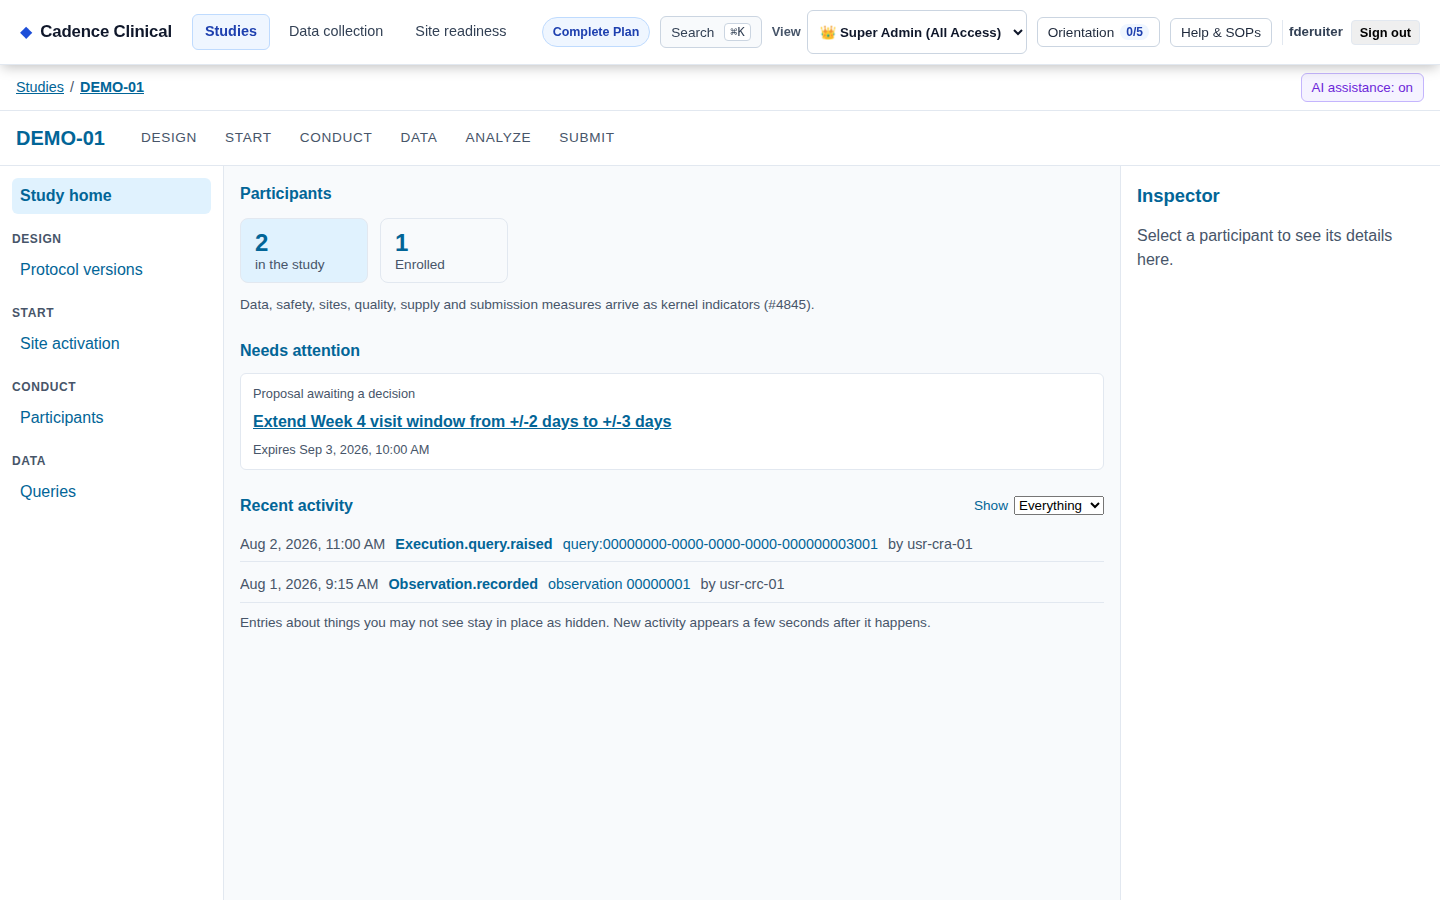 ◆ Cadence Clinical Studies Data collection Site readiness Complete Plan Search ⌘K View 👑 Super Admin (All Access) Orientation 0/5 Help & SOPs fderuiter Sign out
Studies / DEMO-01 AI assistance: on
DEMO-01 DESIGN START CONDUCT DATA ANALYZE SUBMIT
Study home
DESIGN
Protocol versions
START
Site activation
CONDUCT
Participants
DATA
Queries
Participants
2
in the study
1
Enrolled
Data, safety, sites, quality, supply and submission measures arrive as kernel indicators (#4845).
Needs attention
Proposal awaiting a decision
Extend Week 4 visit window from +/-2 days to +/-3 days
Expires Sep 3, 2026, 10:00 AM
Recent activity Show Everything
Aug 2, 2026, 11:00 AM Execution.query.raised query:00000000-0000-0000-0000-000000003001 by usr-cra-01
Aug 1, 2026, 9:15 AM Observation.recorded observation 00000001 by usr-crc-01
Entries about things you may not see stay in place as hidden. New activity appears a few seconds after it happens.
Inspector
Select a participant to see its details
here.